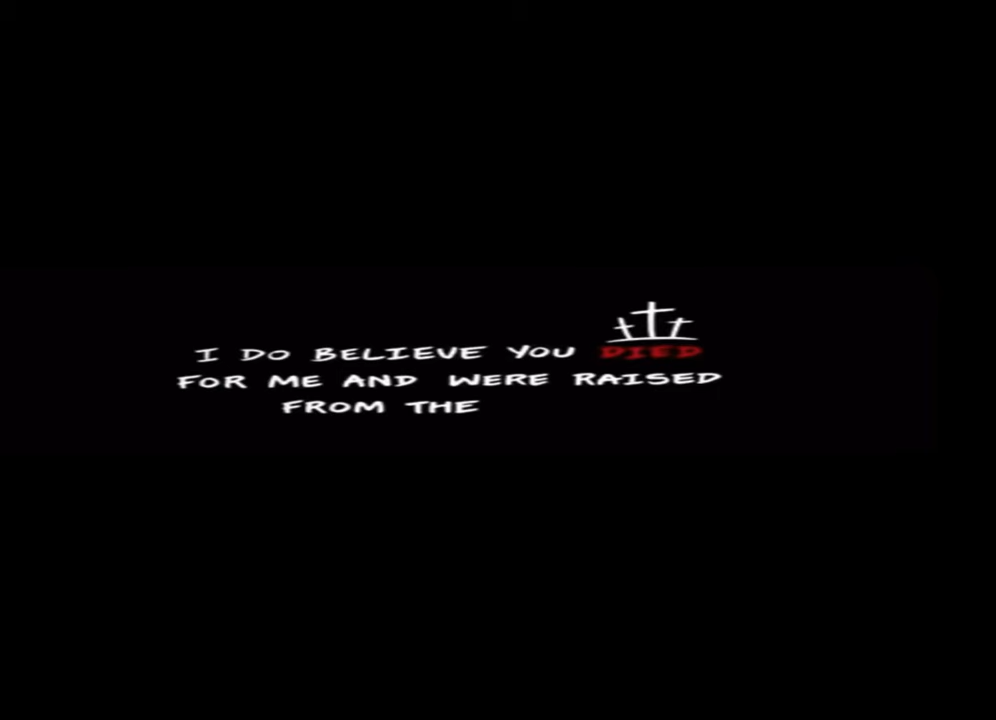 I DO BELIEVE YOU DIED
FOR ME AND WERE RAISED
FROM THE